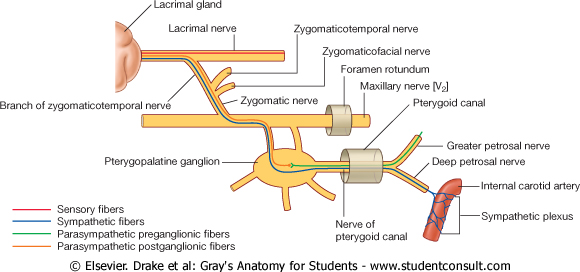 Lacrimal gland
Lacrimal nerve
Zygomaticotemporal nerve
Zygomaticofacial nerve
Foramen rotundum
Maxillary nerve [V2]
Pterygoid canal
Branch of zygomaticotemporal nerve
Zygomatic nerve
Greater petrosal nerve
Pterygopalatine ganglion
Deep petrosal nerve
Internal carotid artery
Sympathetic plexus
Nerve of
pterygoid canal
Sensory fibers
Sympathetic fibers
Parasympathetic preganglionic fibers
Parasympathetic postganglionic fibers
© Elsevier. Drake et al: Gray's Anatomy for Students - www.studentconsult.com